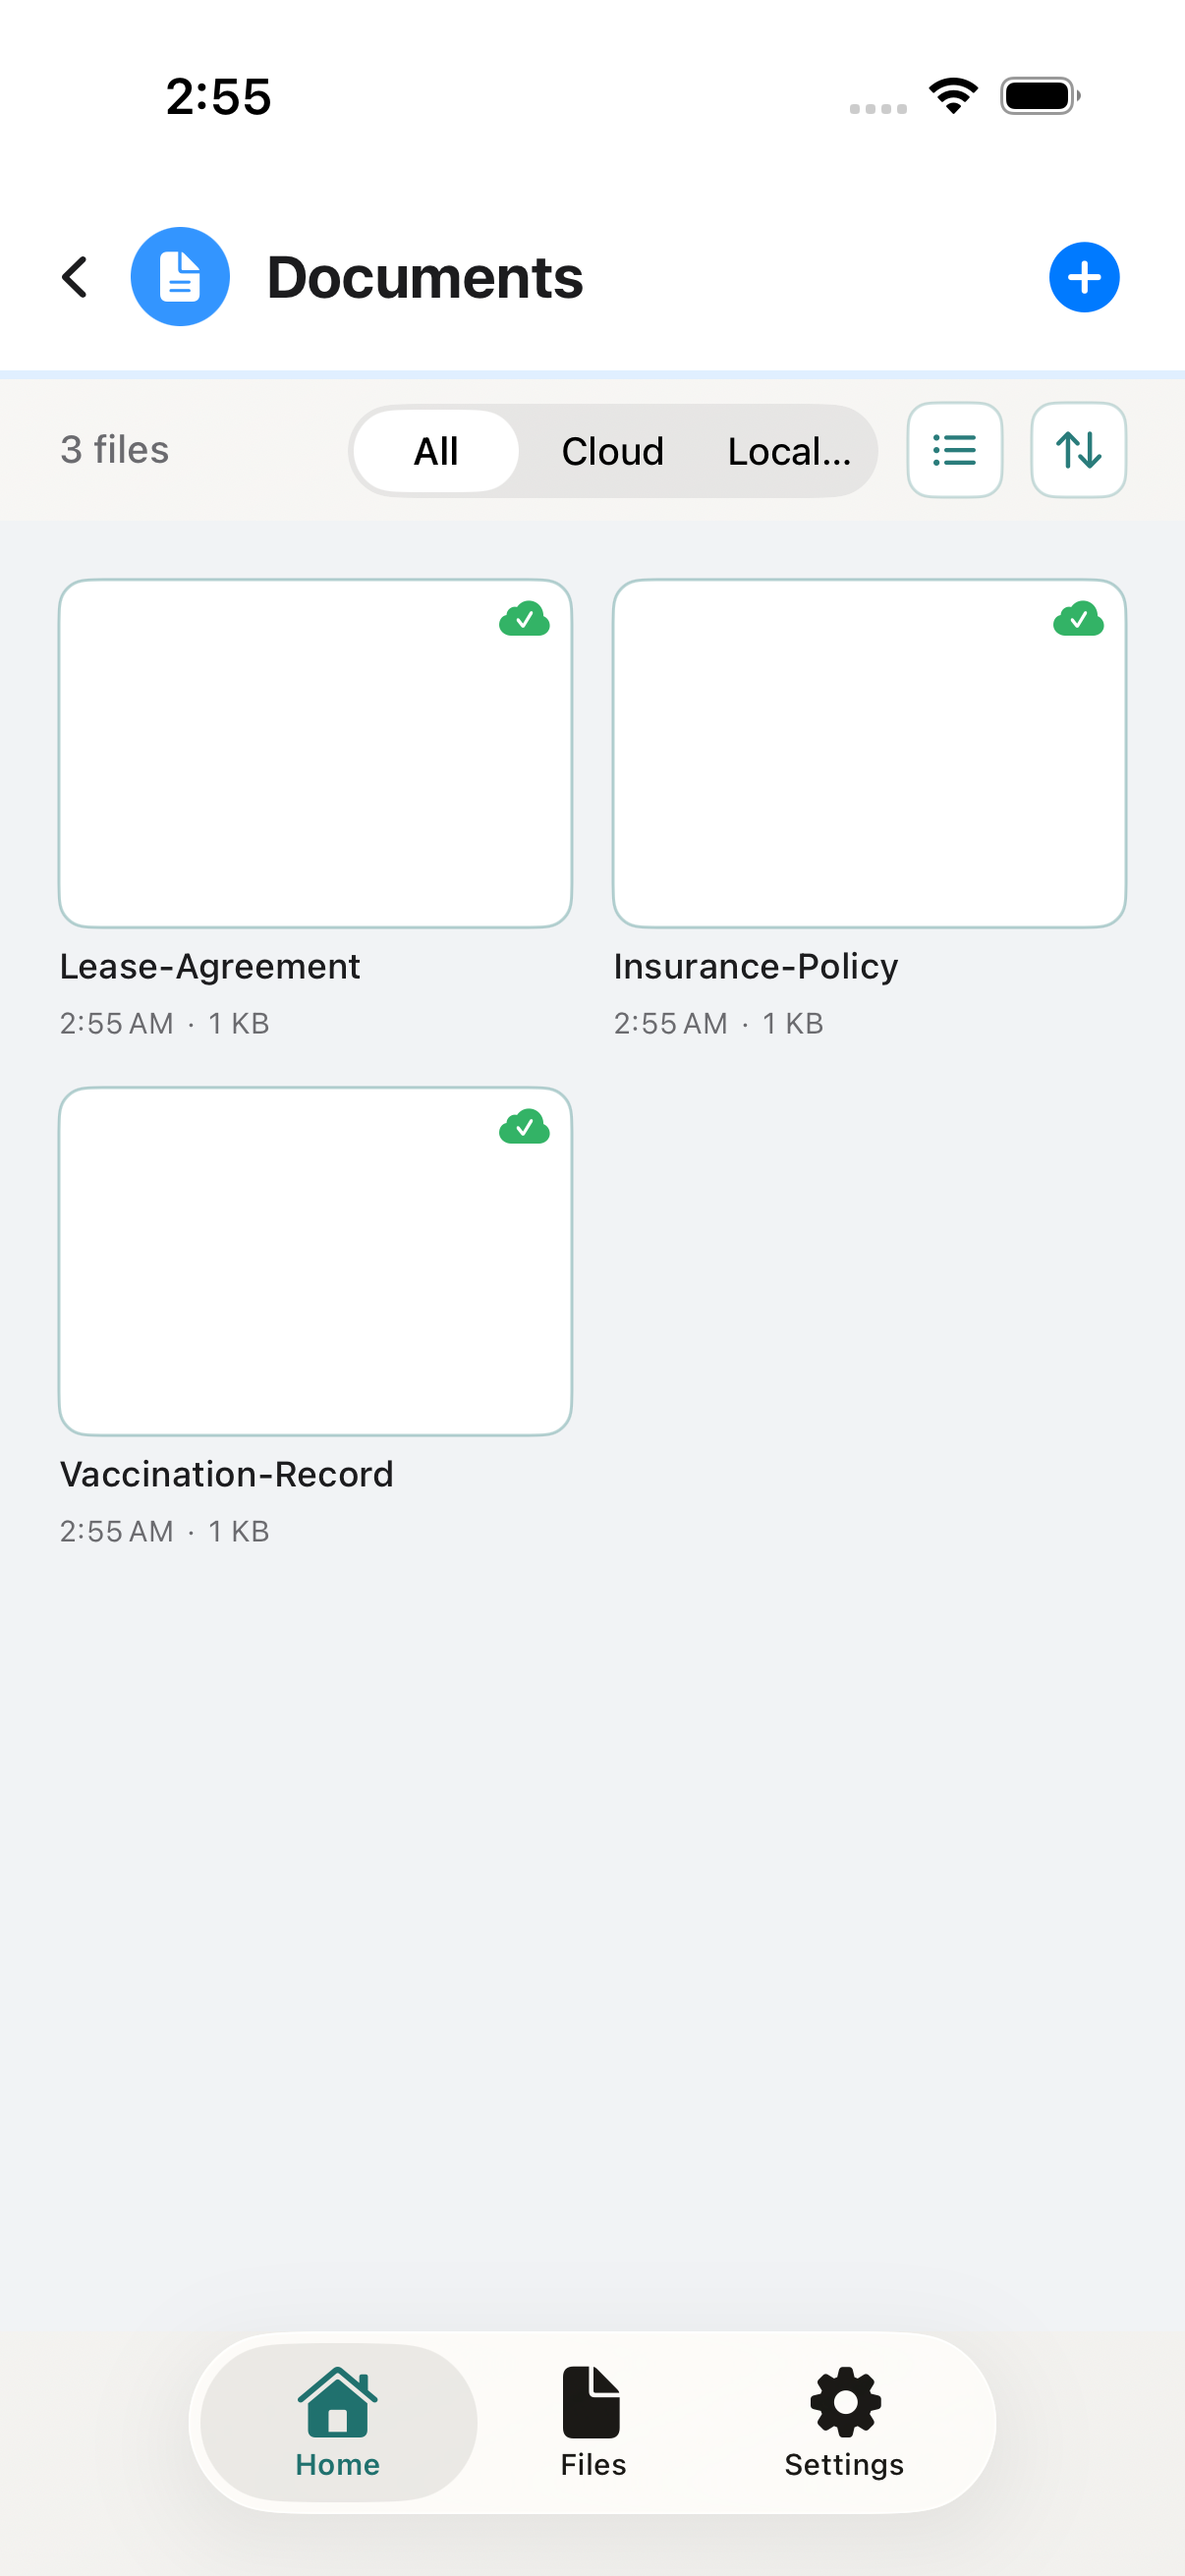 2:55
Documents
3 files
All
Cloud
Local...
Lease-Agreement
2:55 AM · 1 KB
Insurance-Policy
2:55 AM · 1 KB
Vaccination-Record
2:55 AM · 1 KB
Home
Files
Settings